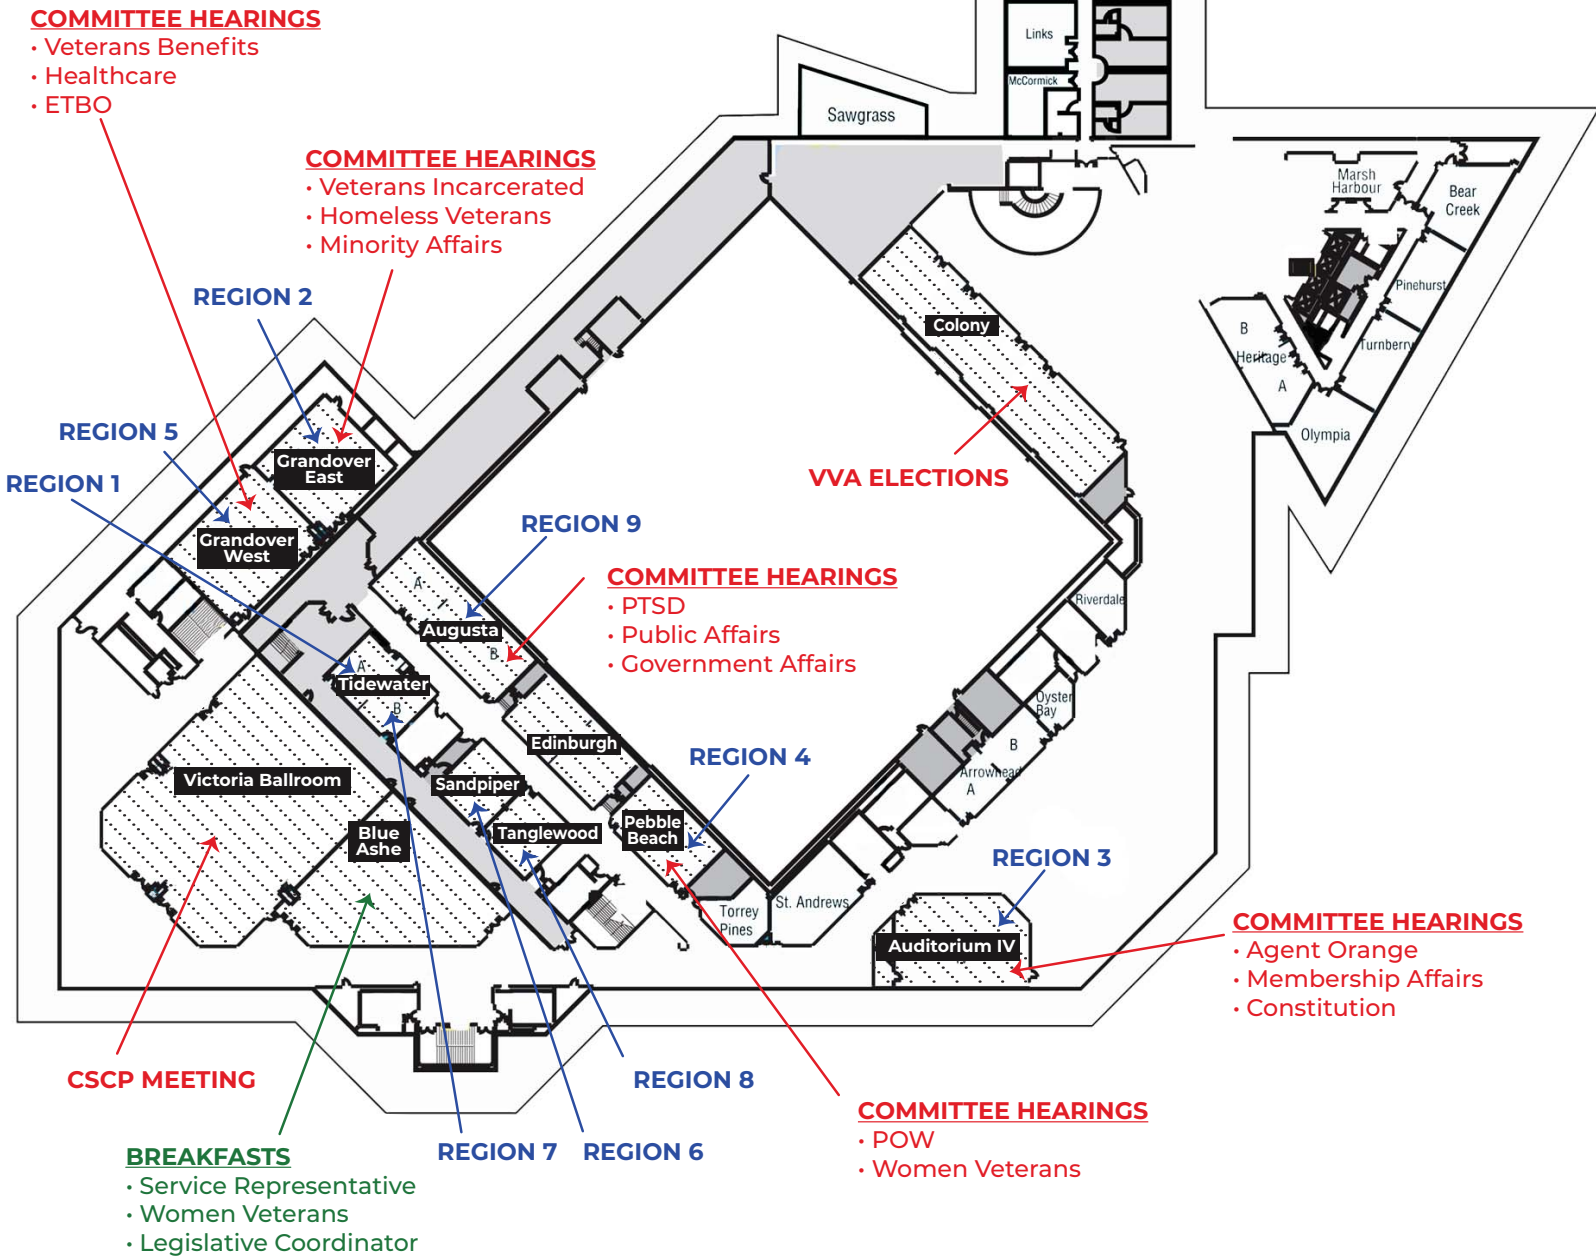 COMMITTEE HEARINGS
• Veterans Benefits
• Healthcare
• ETBO
COMMITTEE HEARINGS
• Veterans Incarcerated
• Homeless Veterans
• Minority Affairs
Links
McCormick
Sawgrass
Marsh
Harbour
Bear
Creek
Pinehurst
Turnberry
B
Heritage
A
Olympia
Colony
VVA ELECTIONS
REGION 2
REGION 5
REGION 1
Grandover
East
Grandover
West
REGION 9
COMMITTEE HEARINGS
• PTSD
• Public Affairs
• Government Affairs
A
Augusta
B
A
Tidewater
B
Riverdale
Oyster
Bay
B
Arrowhead
A
Edinburgh
REGION 4
Victoria Ballroom
Sandpiper
Tanglewood
Pebble
Beach
Blue
Ashe
REGION 3
Torrey
Pines
St. Andrews
Auditorium IV
COMMITTEE HEARINGS
• Agent Orange
• Membership Affairs
• Constitution
CSCP MEETING
REGION 8
REGION 7
REGION 6
COMMITTEE HEARINGS
• POW
• Women Veterans
BREAKFASTS
• Service Representative
• Women Veterans
• Legislative Coordinator